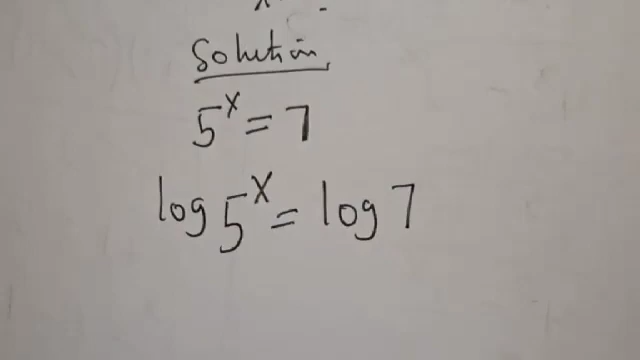 Solution
5^x = 7
log 5^x = log 7